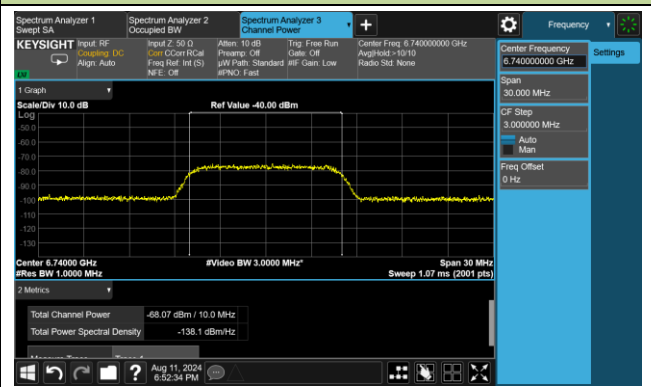 Spectrum Analyzer 1
Swept SA
Spectrum Analyzer 2
Occupied BW
Spectrum Analyzer 3
Channel Power
Frequency
KEYSIGHT
Input: RF
Coupling: DC
Align: Auto
Input Z: 50 Ω
Corr CCorr RCal
Freq Ref: Int (S)
NFE: Off
Atten: 10 dB
Preamp: Off
µW Path: Standard
#PNO: Fast
Trig: Free Run
Gate: Off
#IF Gain: Low
Center Freq: 6.740000000 GHz
Avg|Hold:>10/10
Radio Std: None
Center Frequency
6.740000000 GHz
Settings
Span
30.000 MHz
CF Step
3.000000 MHz
Auto
Man
Freq Offset
0 Hz
1 Graph
Scale/Div 10.0 dB
Ref Value -40.00 dBm
Log
-50.0
-60.0
-70.0
-80.0
-90.0
-100
-110
-120
-130
Center 6.74000 GHz
#Video BW 3.0000 MHz*
Span 30 MHz
#Res BW 1.0000 MHz
Sweep 1.07 ms (2001 pts)
2 Metrics
Total Channel Power
-68.07 dBm / 10.0 MHz
Total Power Spectral Density
-138.1 dBm/Hz
Aug 11, 2024
6:52:34 PM